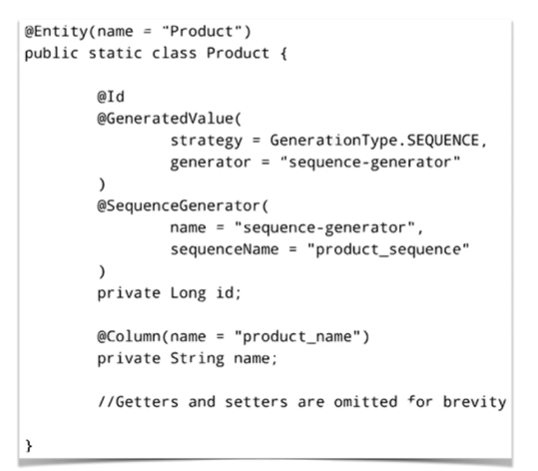 @Entity(name = "Product")
public static class Product {
@Id
@GeneratedValue(
strategy = GenerationType.SEQUENCE,
generator = "sequence-generator"
)
@SequenceGenerator(
name = "sequence-generator",
sequenceName = "product_sequence"
)
private Long id;
@Column(name = "product_name")
private String name;
//Getters and setters are omitted for brevity
}